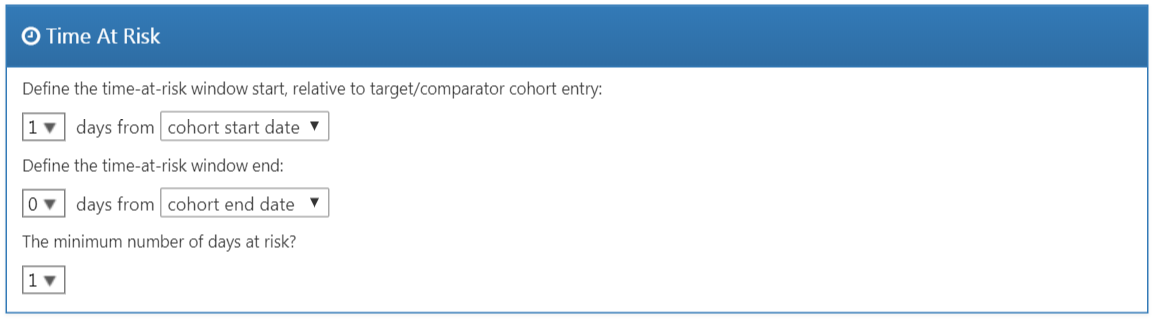 Time At Risk
Define the time-at-risk window start, relative to target/comparator cohort entry:
1 days from cohort start date
Define the time-at-risk window end:
0 days from cohort end date
The minimum number of days at risk?
1